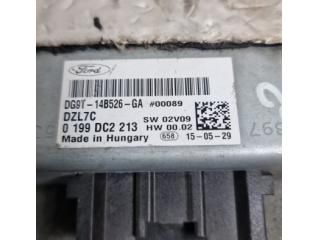 Ford
DG9T-14B526-GA #00089
DZL7C SW 02V09
0 199 DC2 213 HW 00.02
Made in Hungary 658 15-05-29